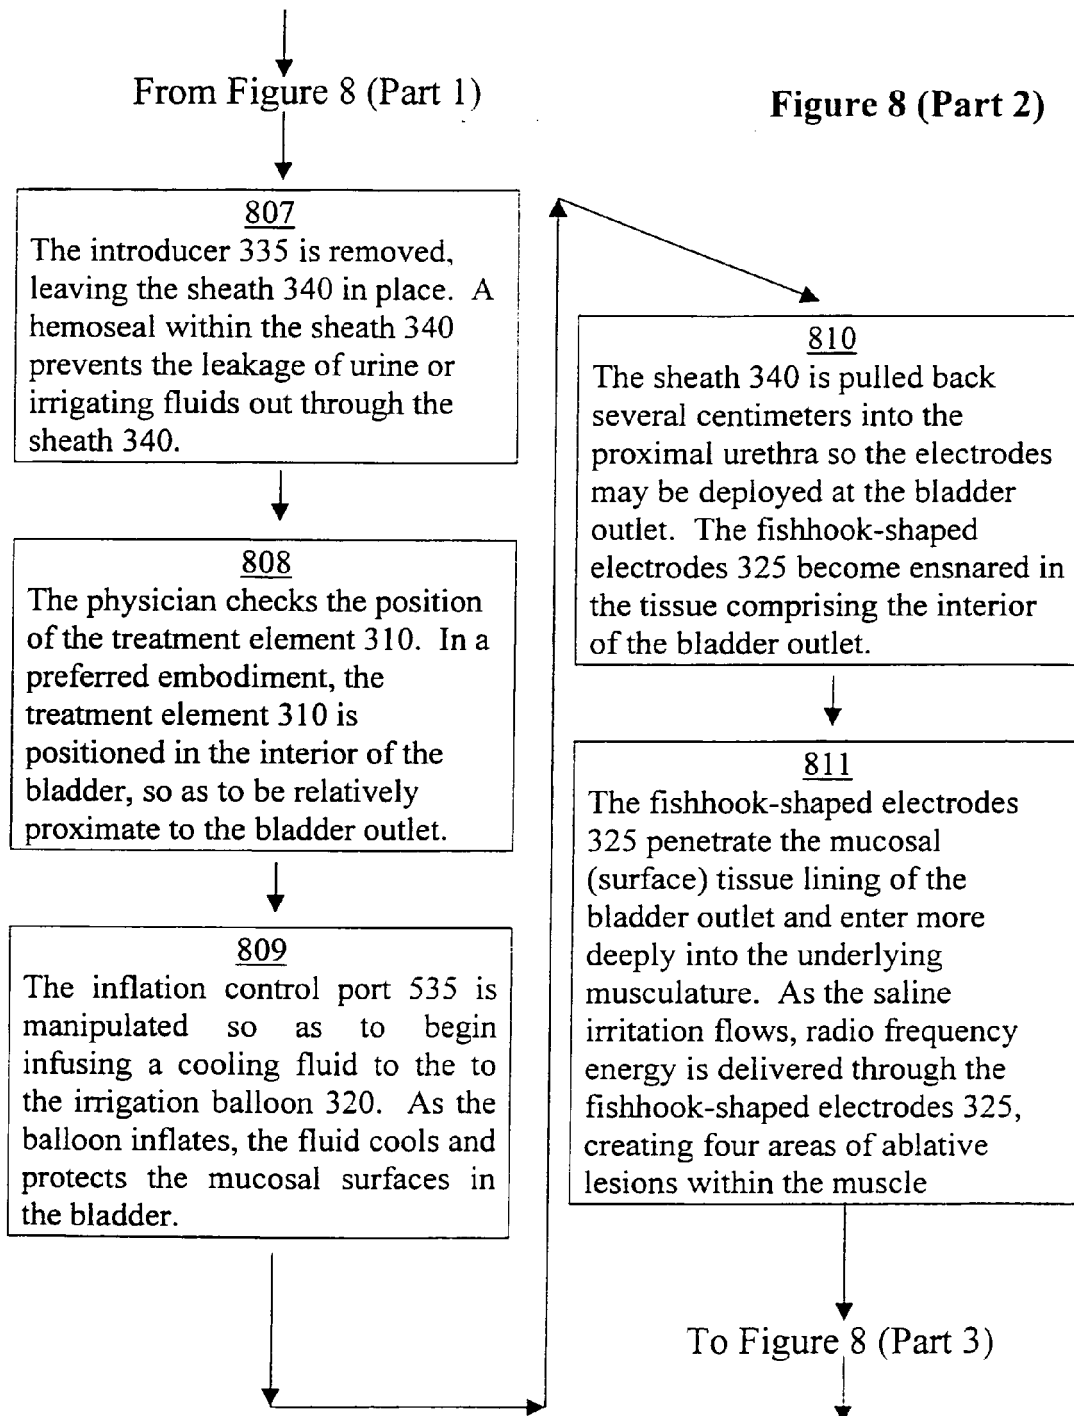 From Figure 8 (Part 1)
Figure 8 (Part 2)
807
The introducer 335 is removed,
leaving the sheath 340 in place. A
hemoseal within the sheath 340
prevents the leakage of urine or
irrigating fluids out through the
sheath 340.
808
The physician checks the position
of the treatment element 310. In a
preferred embodiment, the
treatment element 310 is
positioned in the interior of the
bladder, so as to be relatively
proximate to the bladder outlet.
809
The inflation control port 535 is
manipulated so as to begin
infusing a cooling fluid to the to
the irrigation balloon 320. As the
balloon inflates, the fluid cools and
protects the mucosal surfaces in
the bladder.
810
The sheath 340 is pulled back
several centimeters into the
proximal urethra so the electrodes
may be deployed at the bladder
outlet. The fishhook-shaped
electrodes 325 become ensnared in
the tissue comprising the interior
of the bladder outlet.
811
The fishhook-shaped electrodes
325 penetrate the mucosal
(surface) tissue lining of the
bladder outlet and enter more
deeply into the underlying
musculature. As the saline
irritation flows, radio frequency
energy is delivered through the
fishhook-shaped electrodes 325,
creating four areas of ablative
lesions within the muscle
To Figure 8 (Part 3)